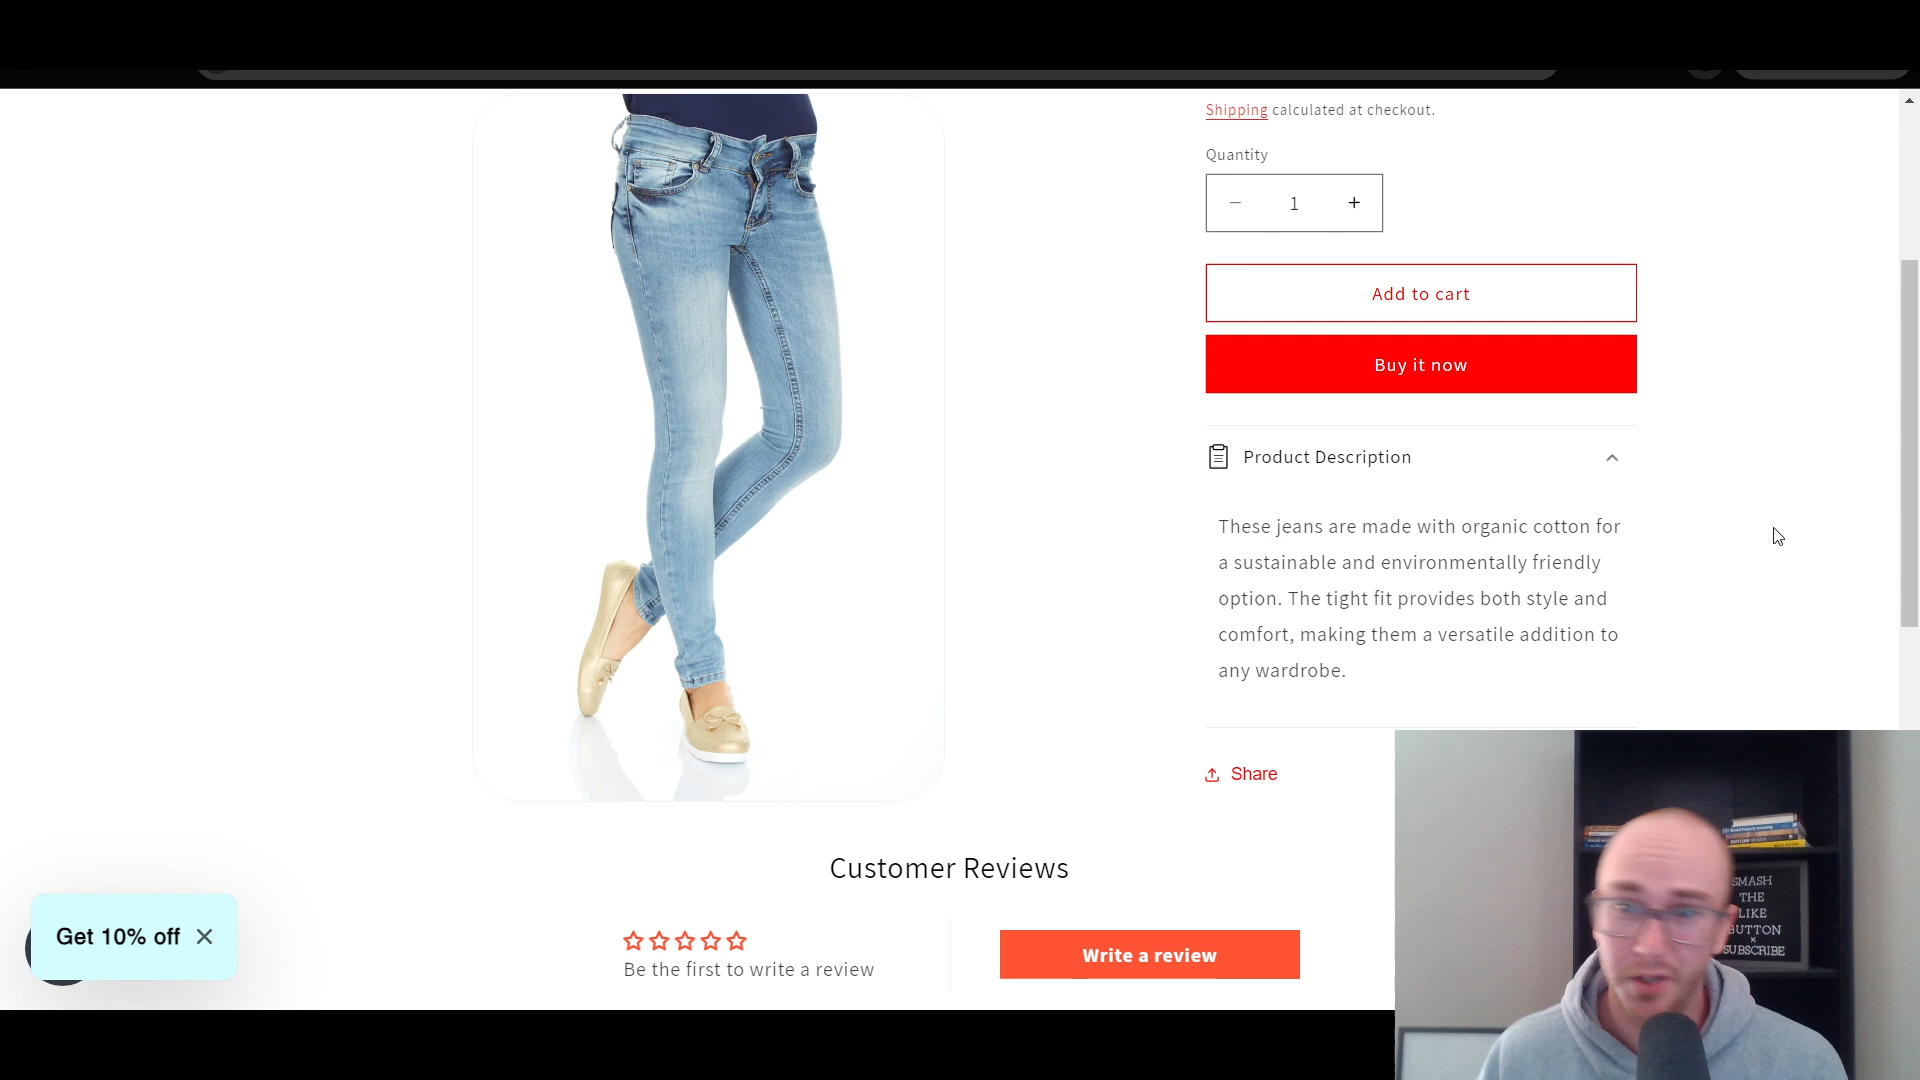 Shipping calculated at checkout.
Quantity
1
Add to cart
Buy it now
Product Description
These jeans are made with organic cotton for
a sustainable and environmentally friendly
option. The tight fit provides both style and
comfort, making them a versatile addition to
any wardrobe.
Share
Customer Reviews
Be the first to write a review
Write a review
Get 10% off
SMASH
THE
LIKE
BUTTON
×
SUBSCRIBE